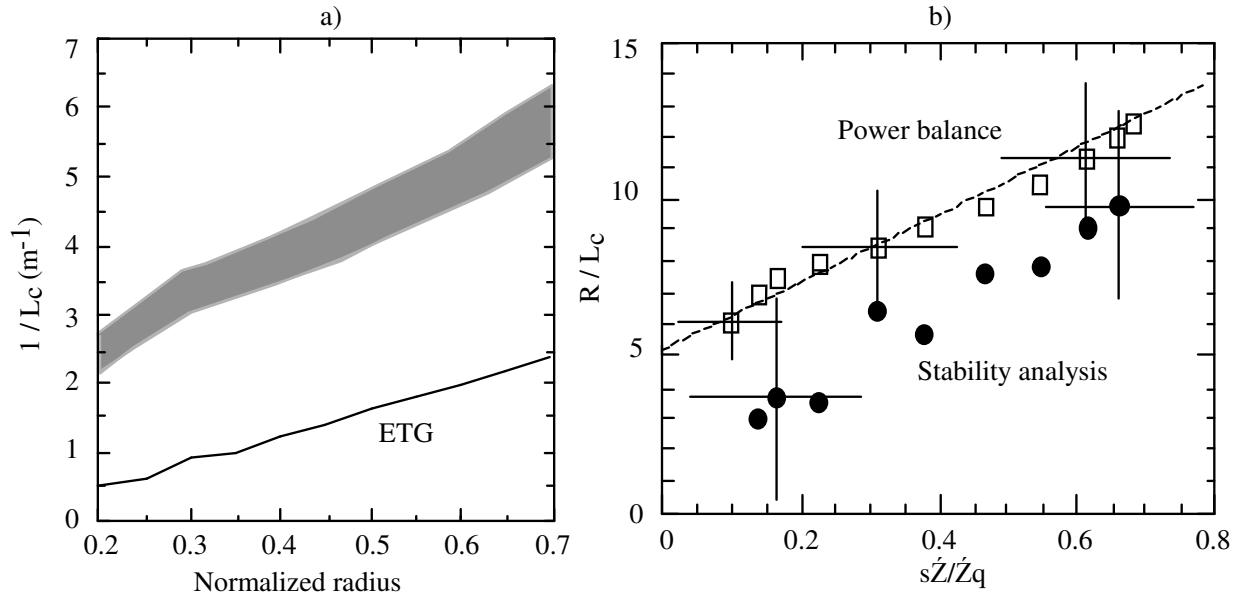 a)
7
6
5
4
3
2
1
0
1 / Lc (m-1)
ETG
0.2 0.3 0.4 0.5 0.6 0.7
Normalized radius
b)
15
10
5
0
R / Lc
Power balance
Stability analysis
0 0.2 0.4 0.6 0.8
sŹ/Źq